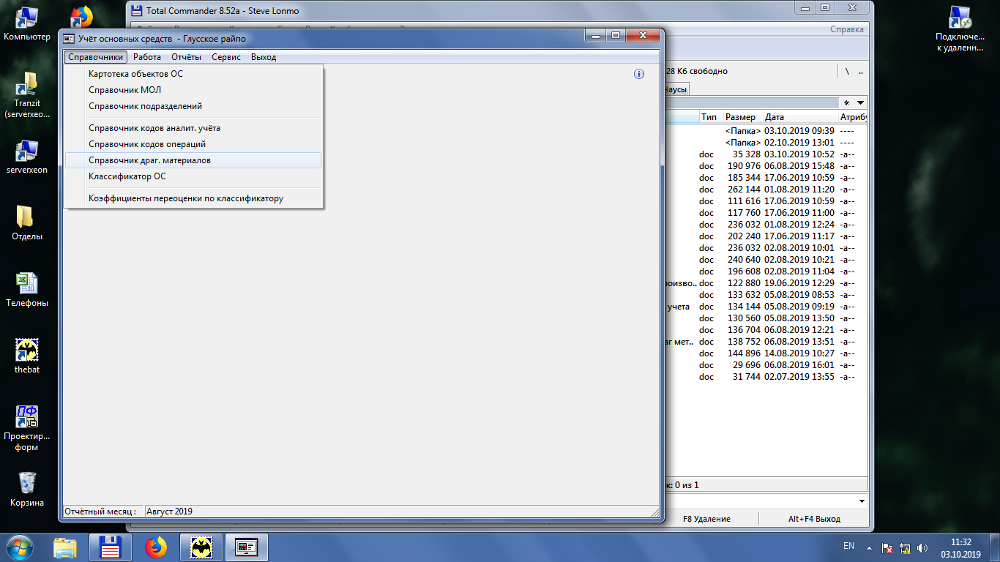 Компьютер
Tranzit
(serverxeo...
serverxeon
Отделы
Телефоны
thebat
Проектир...
форм
Корзина
Total Commander 8.52a - Steve Lonmo
Справка
Учёт основных средств - Глусское райпо
Справочники Работа Отчёты Сервис Выход
Картотека объектов ОС
Справочник МОЛ
Справочник подразделений
Справочник кодов аналит. учёта
Справочник кодов операций
Справочник драг. материалов
Классификатор ОС
Коэффициенты переоценки по классификатору
Отчётный месяц : Август 2019
28 Кб свободно \ ..
Наусы
* ▼
Тип Размер Дата Атрибу
<Папка> 03.10.2019 09:39 ----
<Папка> 02.10.2019 13:01 ----
doc 35 328 03.10.2019 10:52 -a--
doc 190 976 06.08.2019 15:48 -a--
doc 185 344 17.06.2019 10:59 -a--
doc 262 144 01.08.2019 11:20 -a--
doc 111 616 17.06.2019 10:59 -a--
doc 117 760 17.06.2019 11:00 -a--
doc 236 032 01.08.2019 12:24 -a--
doc 202 240 17.06.2019 11:17 -a--
doc 236 032 02.08.2019 10:01 -a--
doc 240 640 02.08.2019 10:21 -a--
doc 196 608 02.08.2019 11:04 -a--
оизво.. doc 122 880 19.06.2019 12:29 -a--
doc 133 632 05.08.2019 08:53 -a--
учета doc 134 144 05.08.2019 09:19 -a--
doc 130 560 05.08.2019 13:50 -a--
doc 136 704 06.08.2019 12:21 -a--
аг мет.. doc 138 752 06.08.2019 13:51 -a--
doc 144 896 14.08.2019 10:27 -a--
doc 29 696 06.08.2019 16:01 -a--
doc 31 744 02.07.2019 13:55 -a--
ок: 0 из 1
F8 Удаление Alt+F4 Выход
Подключе...
к удаленн...
EN
11:32
03.10.2019